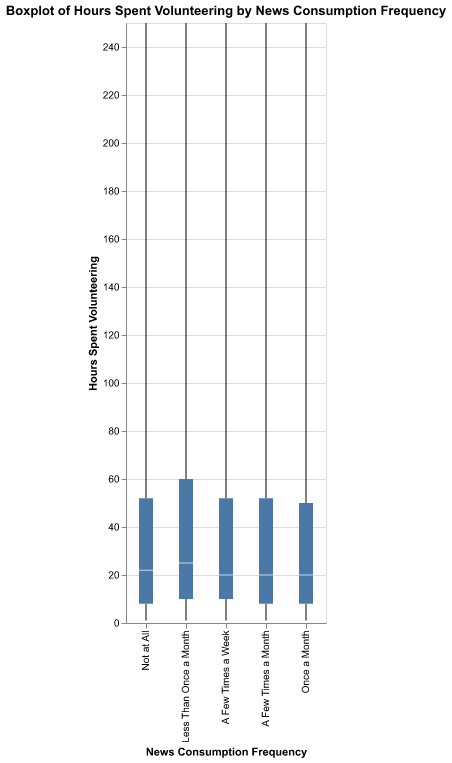 Boxplot of Hours Spent Volunteering by News Consumption Frequency
Hours Spent Volunteering
240
220
200
180
160
140
120
100
80
60
40
20
0
Not at All
Less Than Once a Month
A Few Times a Week
A Few Times a Month
Once a Month
News Consumption Frequency